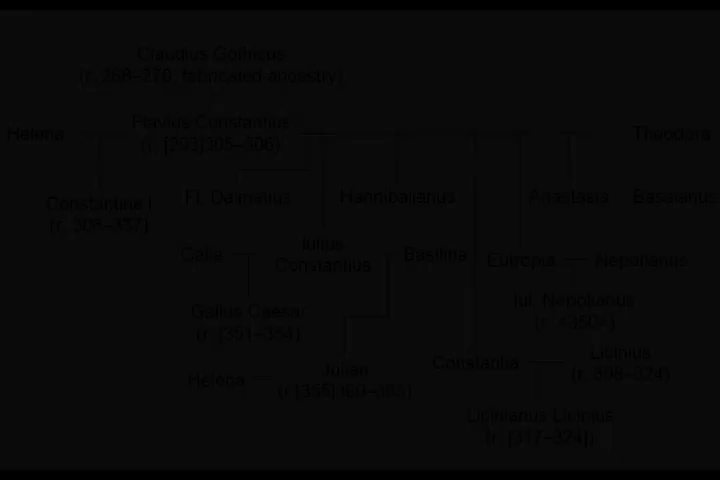 Claudius Gothicus
(r. 268–270, fabricated ancestry)
Helena
Flavius Constantius
(r. [293]305–306)
Theodora
Constantine I
(r. 306–337)
Fl. Dalmatius
Hannibalianus
Anastasia
Bassianus
Galla
Julius
Constantius
Basilina
Eutropia
Nepotianus
Gallus Caesar
(r. [351–354)
Jul. Nepotianus
(r. <350>)
Helena
Julian
(r.[355]360–363)
Constantia
Licinius
(r. 308–324)
Licinianus Licinius
(r. [317–324])